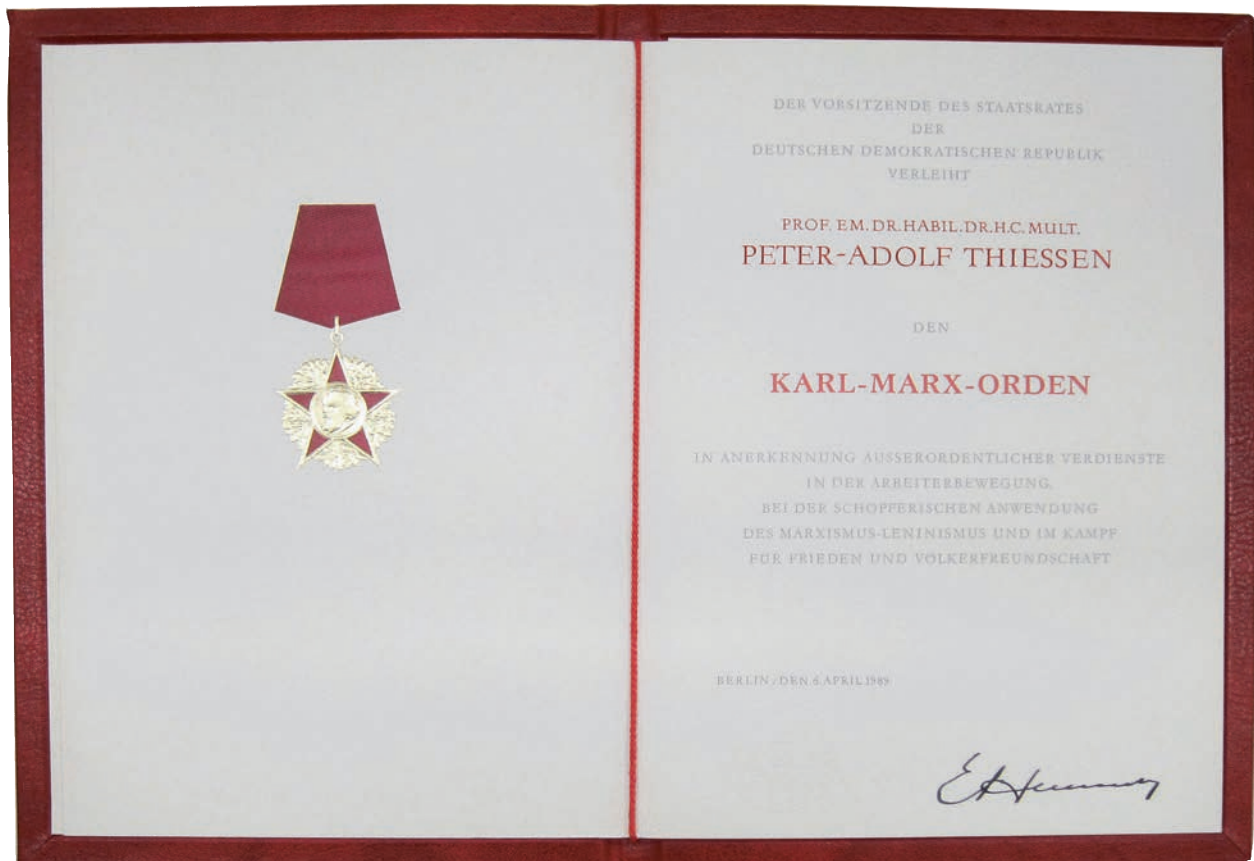 DER VORSITZENDE DES STAATSRATES
DER
DEUTSCHEN DEMOKRATISCHEN REPUBLIK
VERLEIHT
PROF. EM. DR. HABIL. DR. H.C. MULT.
PETER-ADOLF THIESSEN
DEN
KARL-MARX-ORDEN
IN ANERKENNUNG AUSSERORDENTLICHER VERDIENSTE
IN DER ARBEITERBEWEGUNG,
BEI DER SCHÖPFERISCHEN ANWENDUNG
DES MARXISMUS-LENINISMUS UND IM KAMPF
FÜR FRIEDEN UND VÖLKERFREUNDSCHAFT
BERLIN, DEN 6. APRIL 1989